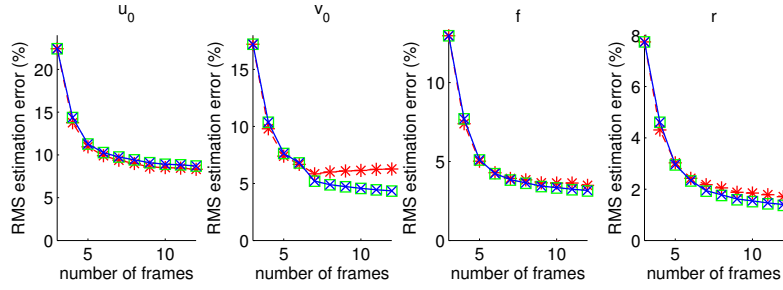 u₀
RMS estimation error (%)
20
15
10
5
0
5 10
number of frames
v₀
RMS estimation error (%)
15
10
5
0
5 10
number of frames
f
RMS estimation error (%)
10
5
0
5 10
number of frames
r
RMS estimation error (%)
8
6
4
2
0
5 10
number of frames